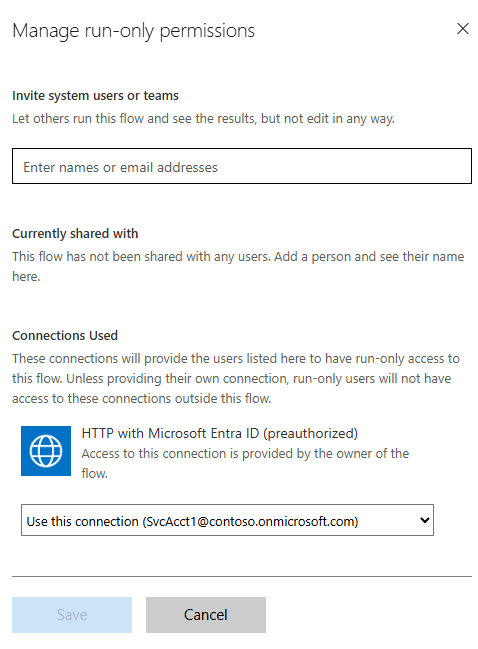 Manage run-only permissions
Invite system users or teams
Let others run this flow and see the results, but not edit in any way.
Enter names or email addresses
Currently shared with
This flow has not been shared with any users. Add a person and see their name
here.
Connections Used
These connections will provide the users listed here to have run-only access to
this flow. Unless providing their own connection, run-only users will not have
access to these connections outside this flow.
HTTP with Microsoft Entra ID (preauthorized)
Access to this connection is provided by the owner of the
flow.
Use this connection (SvcAcct1@contoso.onmicrosoft.com)
Save
Cancel